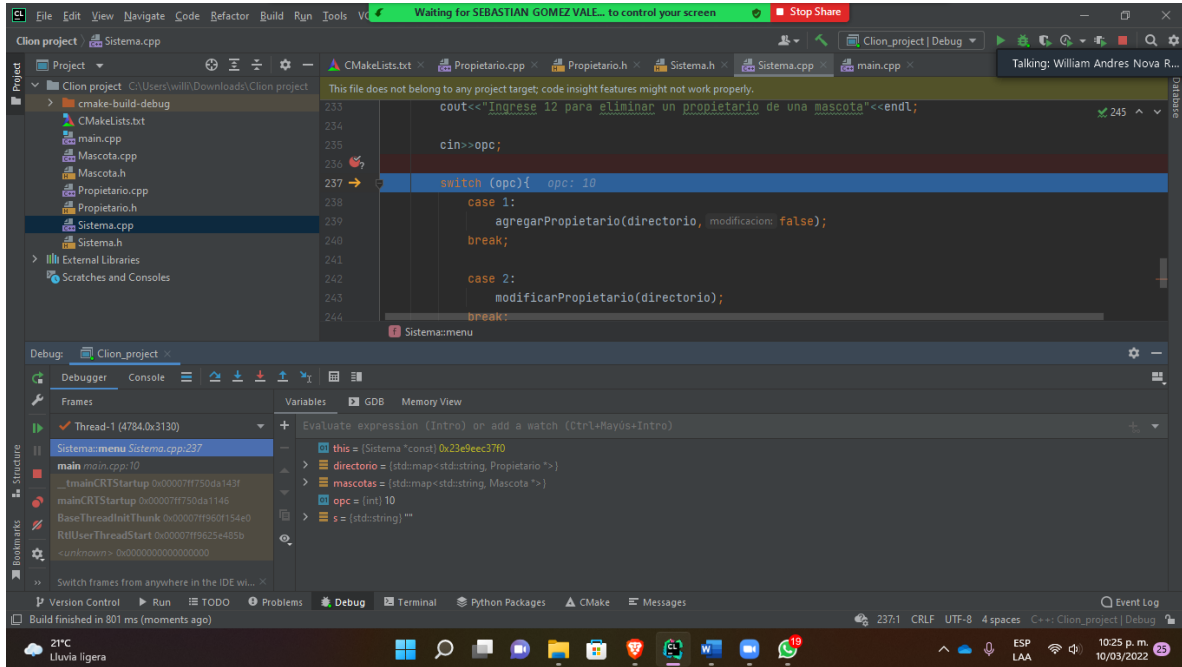 File Edit View Navigate Code Refactor Build Run Tools VC
Waiting for SEBASTIAN GOMEZ VALE... to control your screen
Stop Share
Clion project
Sistema.cpp
Clion_project | Debug
Talking: William Andres Nova R...
Project
CMakeLists.txt
Propietario.cpp
Propietario.h
Sistema.h
Sistema.cpp
main.cpp
Clion project C:\Users\willi\Downloads\Clion project
cmake-build-debug
CMakeLists.txt
main.cpp
Mascota.cpp
Mascota.h
Propietario.cpp
Propietario.h
Sistema.cpp
Sistema.h
External Libraries
Scratches and Consoles
Project
Database
This file does not belong to any project target; code insight features might not work properly.
245
233 cout<<"Ingrese 12 para eliminar un propietario de una mascota"<<endl;
234
235 cin>>opc;
236
237 switch (opc){ opc: 10
238 case 1:
239 agregarPropietario(directorio, modificacion: false);
240 break;
241
242 case 2:
243 modificarPropietario(directorio);
244 break;
Sistema::menu
Debug: Clion_project
Debugger Console
Frames
Variables GDB Memory View
Thread-1 (4784.0x3130)
Evaluate expression (Intro) or add a watch (Ctrl+Mayús+Intro)
Sistema::menu Sistema.cpp:237
main main.cpp:10
__tmainCRTStartup 0x00007ff750da143f
mainCRTStartup 0x00007ff750da1146
BaseThreadInitThunk 0x00007ff960f154e0
RtlUserThreadStart 0x00007ff9625e485b
<unknown> 0x0000000000000000
this = {Sistema *const} 0x23e9eec37f0
directorio = {std::map<std::string, Propietario *>}
mascotas = {std::map<std::string, Mascota *>}
opc = {int} 10
s = {std::string} ""
Switch frames from anywhere in the IDE wi...
Structure
Bookmarks
Version Control Run TODO Problems Debug Terminal Python Packages CMake Messages
Event Log
Build finished in 801 ms (moments ago)
237:1 CRLF UTF-8 4 spaces C++: Clion_project | Debug
21°C
Lluvia ligera
19
ESP
LAA
10:25 p. m.
10/03/2022
25